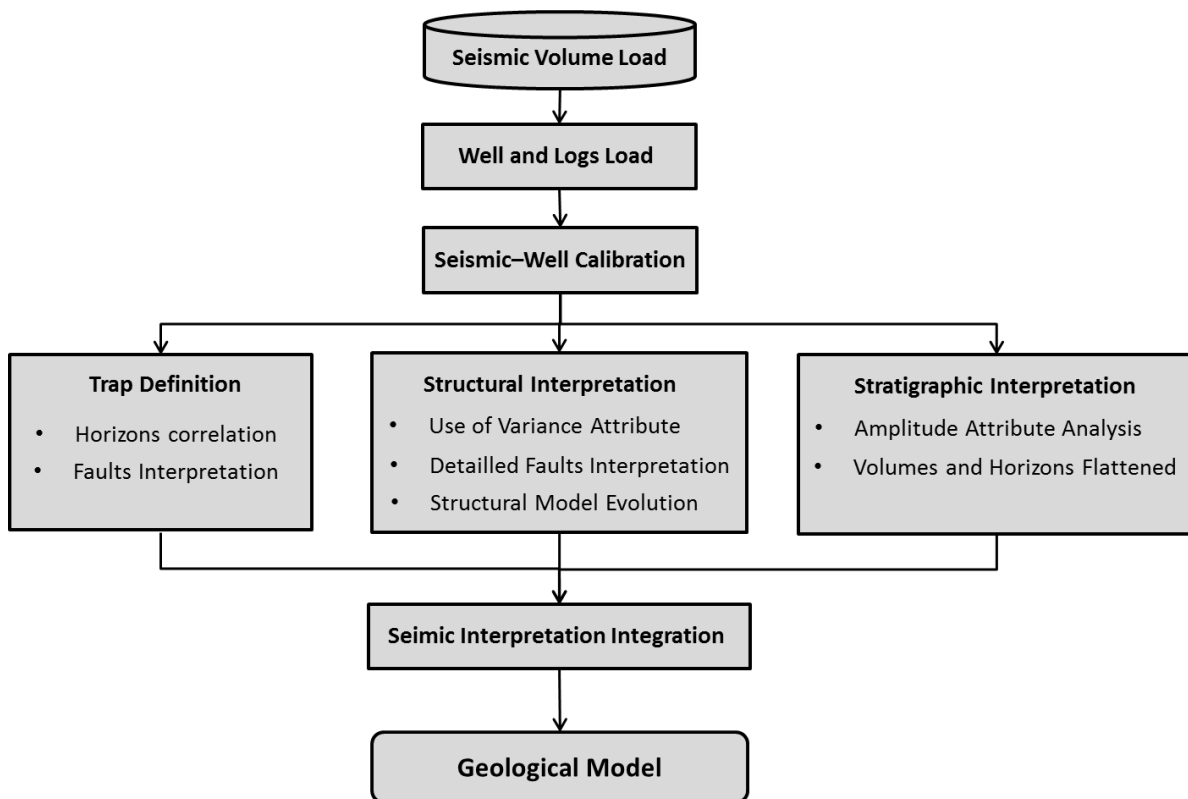 Seismic Volume Load
Well and Logs Load
Seismic–Well Calibration
Trap Definition
• Horizons correlation
• Faults Interpretation
Structural Interpretation
• Use of Variance Attribute
• Detailled Faults Interpretation
• Structural Model Evolution
Stratigraphic Interpretation
• Amplitude Attribute Analysis
• Volumes and Horizons Flattened
Seimic Interpretation Integration
Geological Model